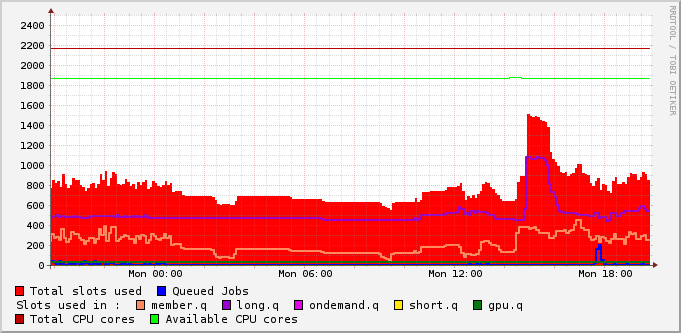 RRDTOOL / TOBI OETIKER
2400
2200
2000
1800
1600
1400
1200
1000
800
600
400
200
0
Mon 00:00 Mon 06:00 Mon 12:00 Mon 18:00
Total slots used Queued Jobs
Slots used in : member.q long.q ondemand.q short.q gpu.q
Total CPU cores Available CPU cores